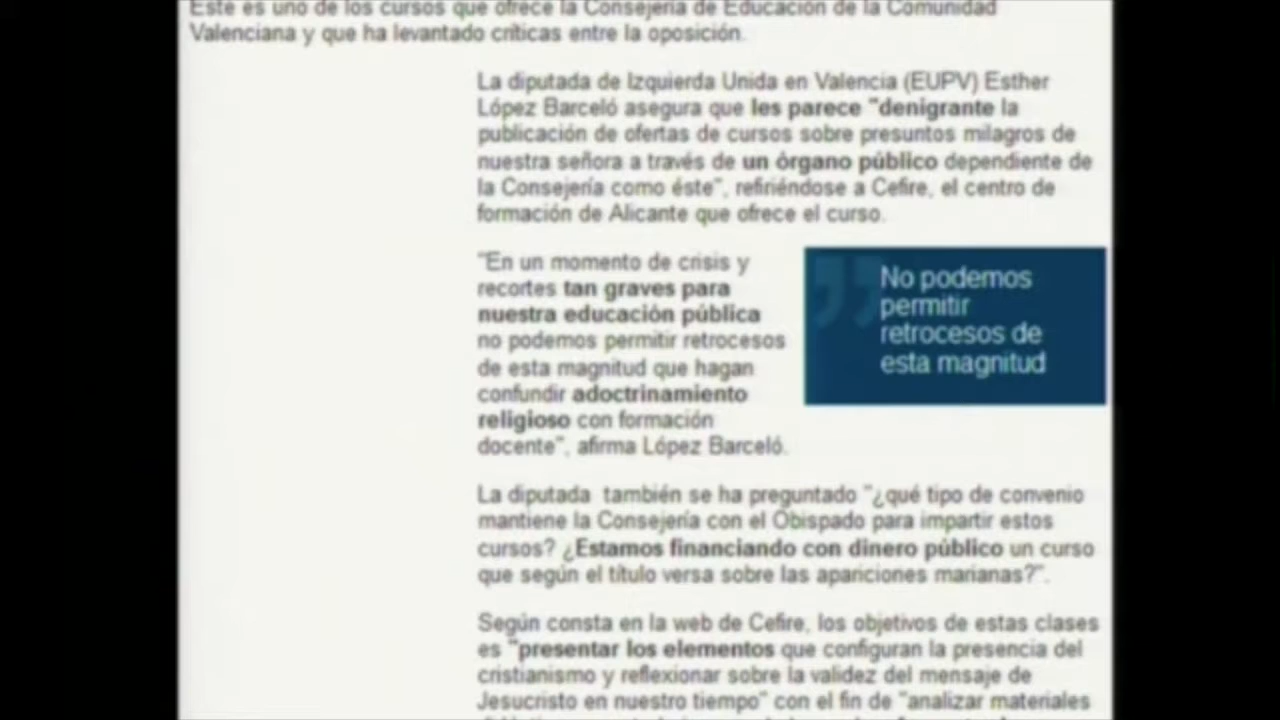 Este es uno de los cursos que ofrece la Consejería de Educación de la Comunidad
Valenciana y que ha levantado críticas entre la oposición.
La diputada de Izquierda Unida en Valencia (EUPV) Esther
López Barceló asegura que les parece "denigrante la
publicación de ofertas de cursos sobre presuntos milagros de
nuestra señora a través de un órgano público dependiente de
la Consejería como éste", refiriéndose a Cefire, el centro de
formación de Alicante que ofrece el curso.
"En un momento de crisis y
recortes tan graves para
nuestra educación pública
no podemos permitir retrocesos
de esta magnitud que hagan
confundir adoctrinamiento
religioso con formación
docente", afirma López Barceló.
"No podemos
permitir
retrocesos de
esta magnitud
La diputada  también se ha preguntado "¿qué tipo de convenio
mantiene la Consejería con el Obispado para impartir estos
cursos? ¿Estamos financiando con dinero público un curso
que según el título versa sobre las apariciones marianas?".
Según consta en la web de Cefire, los objetivos de estas clases
es "presentar los elementos que configuran la presencia del
cristianismo y reflexionar sobre la validez del mensaje de
Jesucristo en nuestro tiempo" con el fin de "analizar materiales